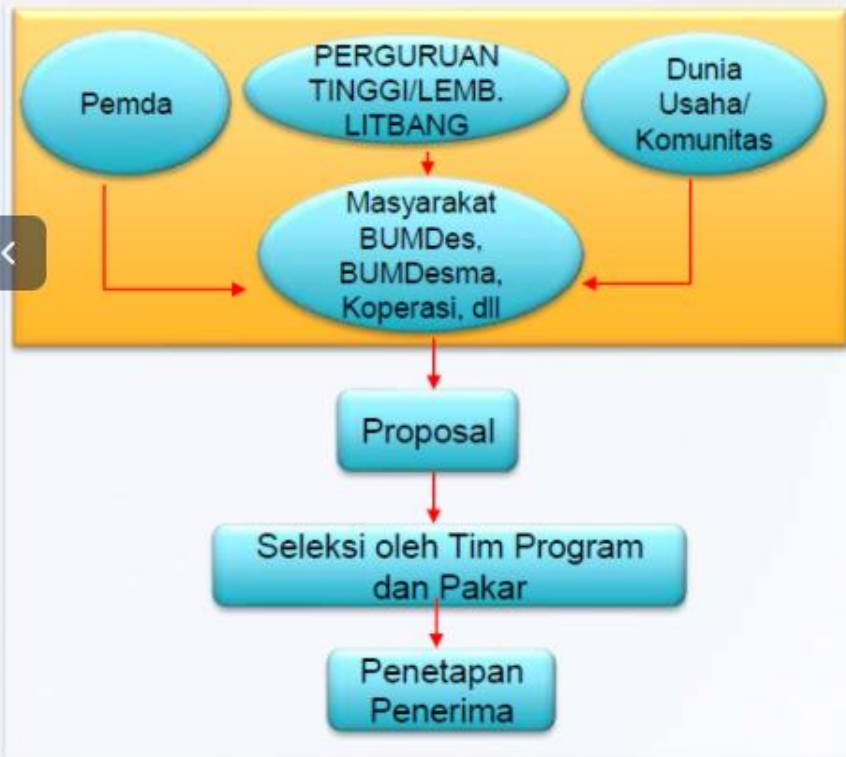 Pemda
PERGURUAN
TINGGI/LEMB.
LITBANG
Dunia
Usaha/
Komunitas
Masyarakat
BUMDes,
BUMDesma,
Koperasi, dll
Proposal
Seleksi oleh Tim Program
dan Pakar
Penetapan
Penerima